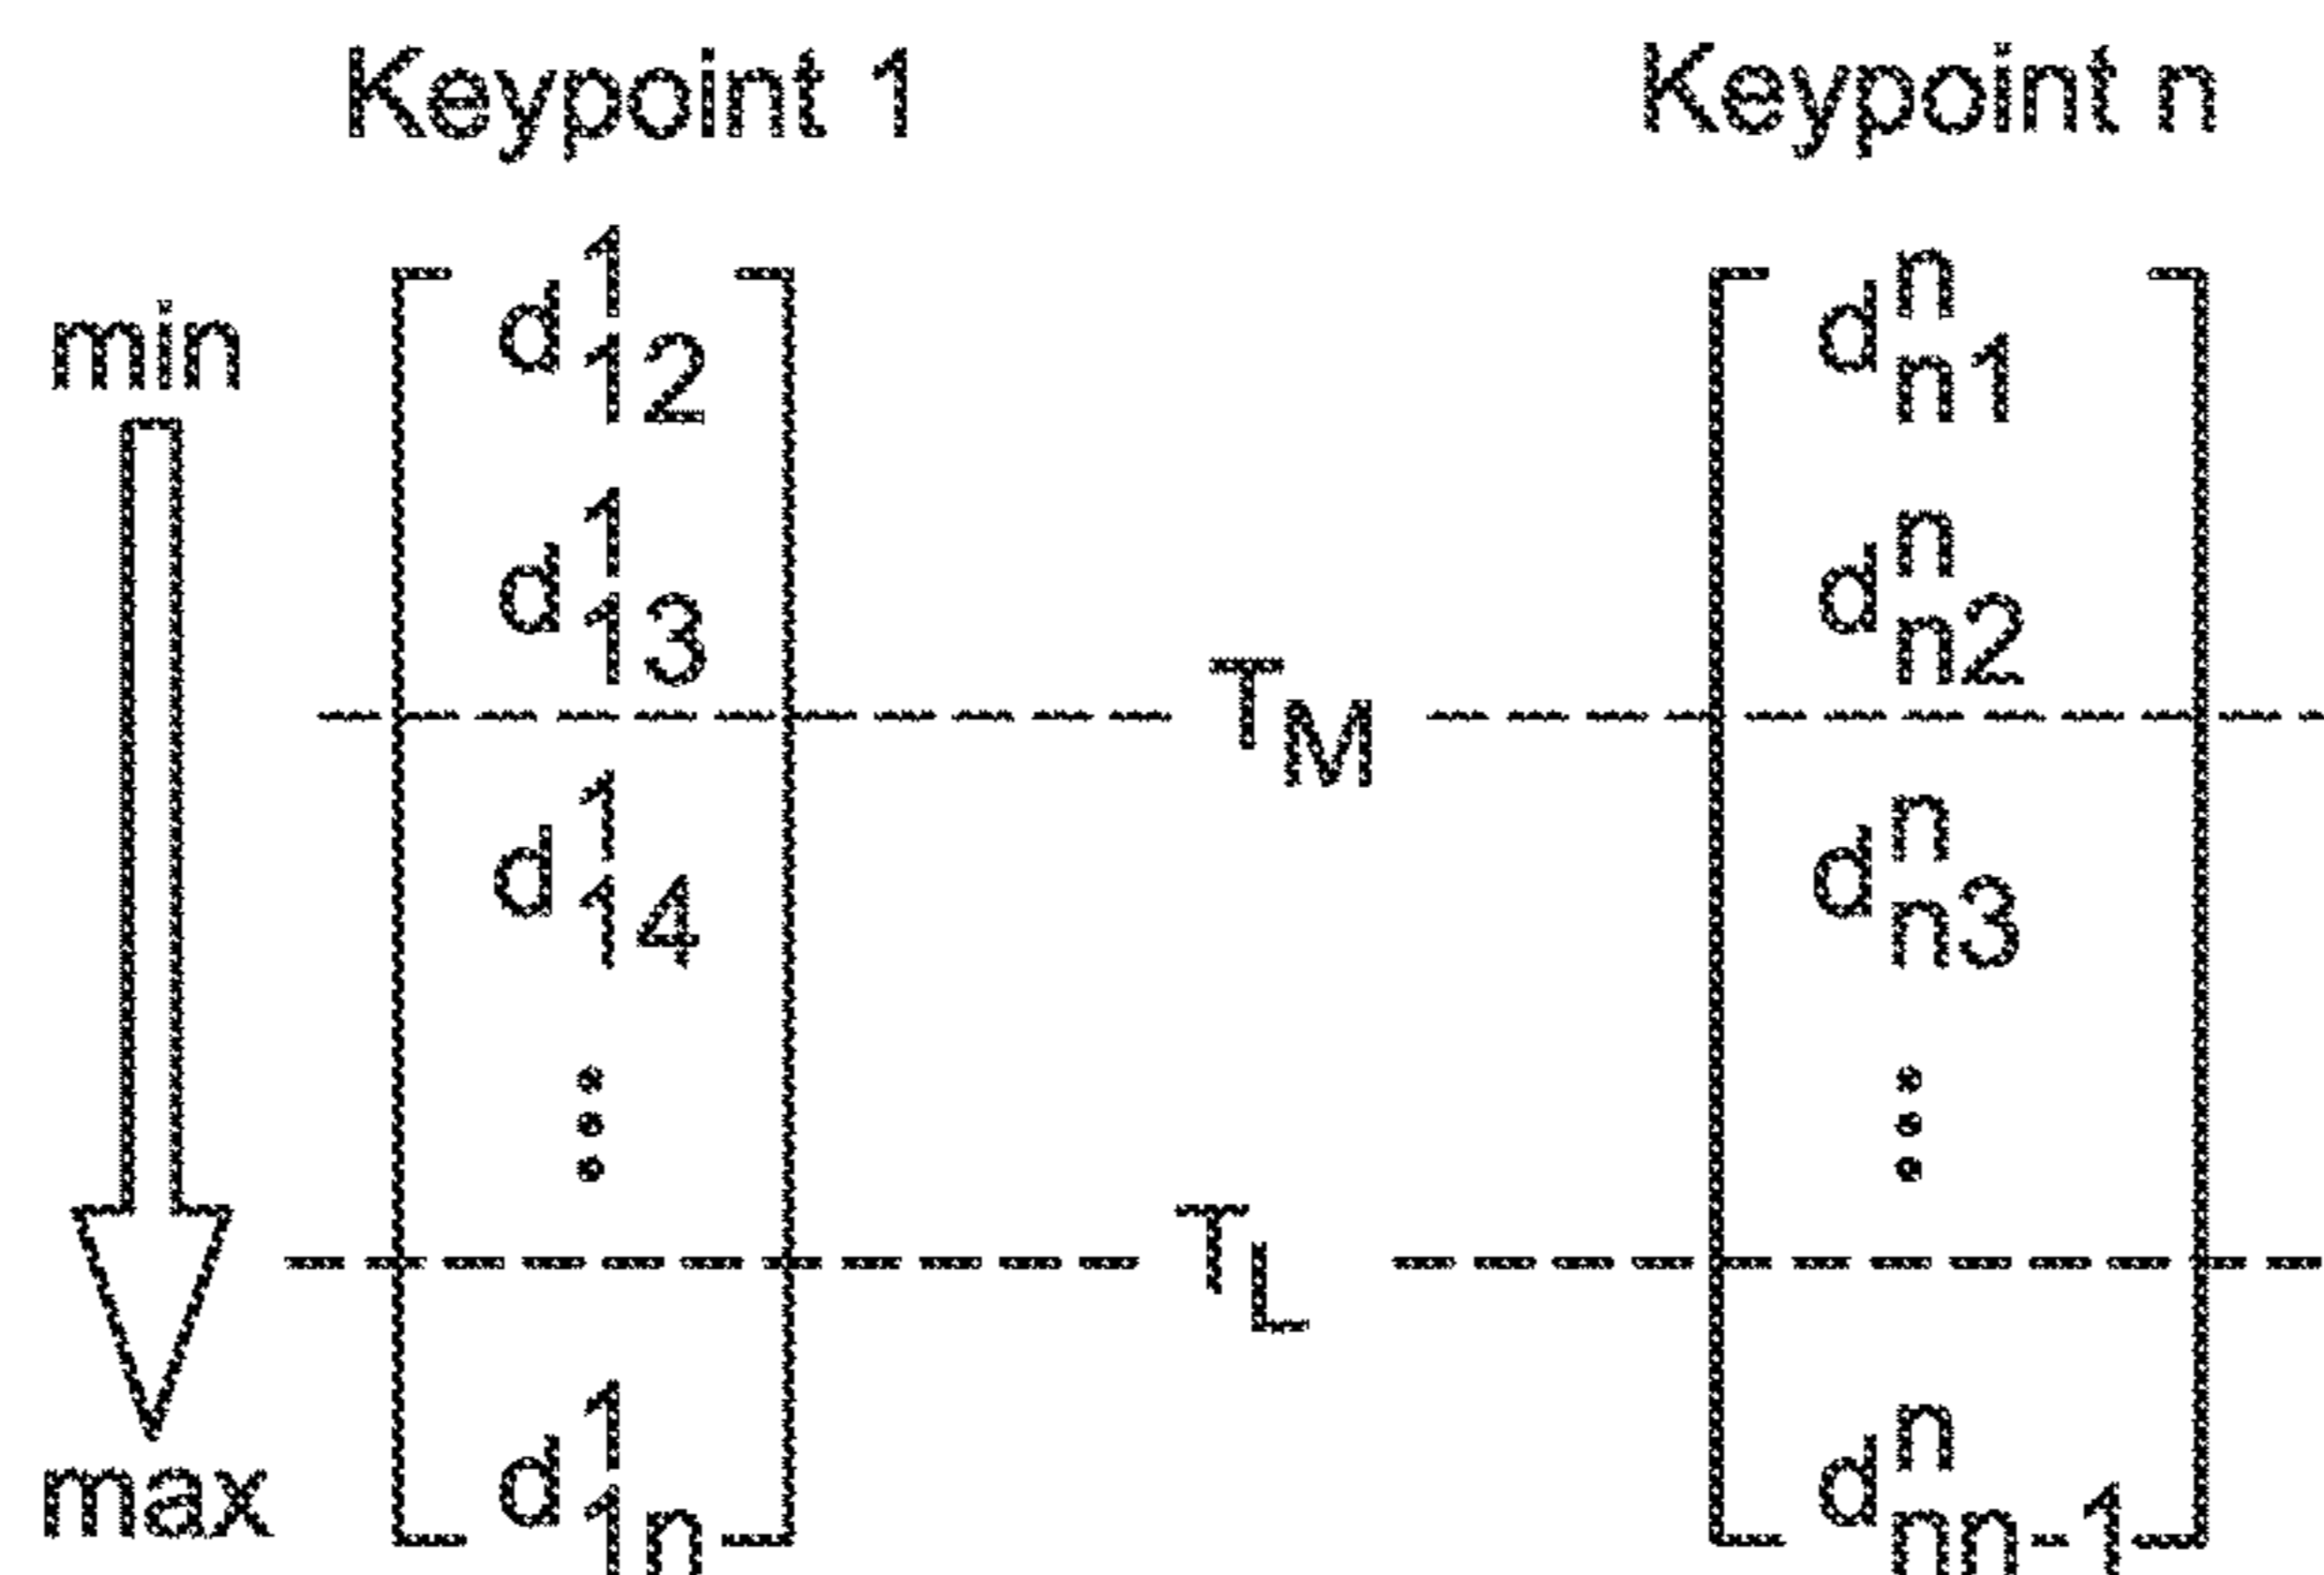 Keypoint 1 Keypoint n
min d^1_12 d^n_n1
d^1_13 d^n_n2
T_M
d^1_14 d^n_n3
⋮ ⋮
T_L
max d^1_1n d^n_nn-1